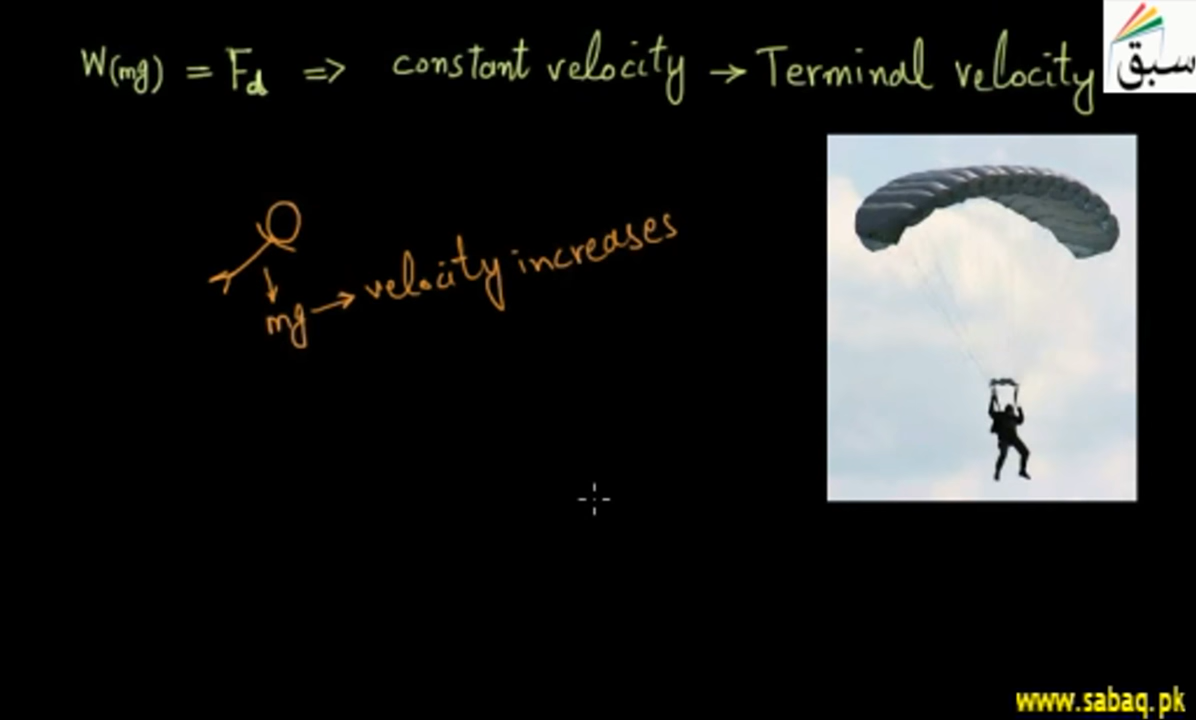 W(mg) = Fd => constant velocity → Terminal velocity
سبق
mg → velocity increases
www.sabaq.pk